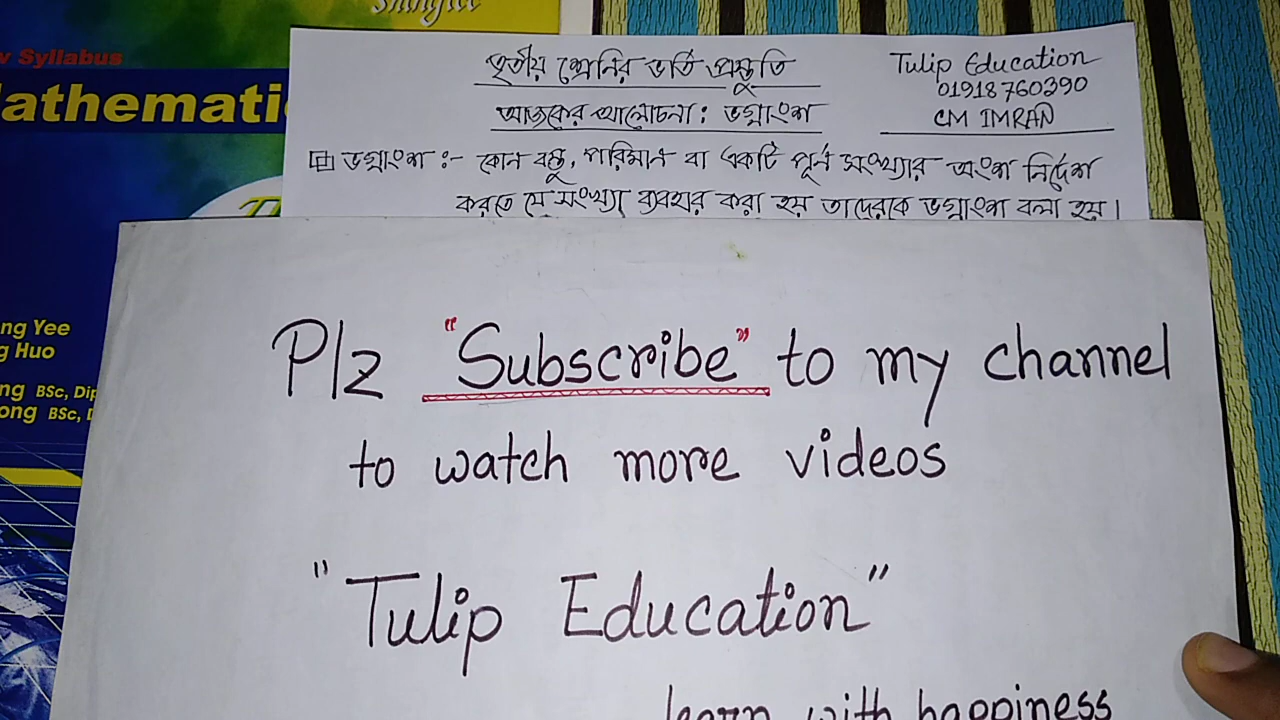 Shinglee
w Syllabus
athemati
ng Yee
g Huo
ng BSc, Dip
ong BSc,
তৃতীয় শ্রেনির ভর্তি প্রস্তুতি
আজকের আলোচনা : ভগ্নাংশ
Tulip Education
01918760390
CM IMRAN
ভগ্নাংশ :- কোন বস্তু, পরিমান বা একটি পূর্ন সংখ্যার অংশ নির্দেশ
করতে যে সংখ্যা ব্যবহার করা হয় তাদেরকে ভগ্নাংশ বলা হয়।
Plz "Subscribe" to my channel
to watch more videos
"Tulip Education"
learn with happiness